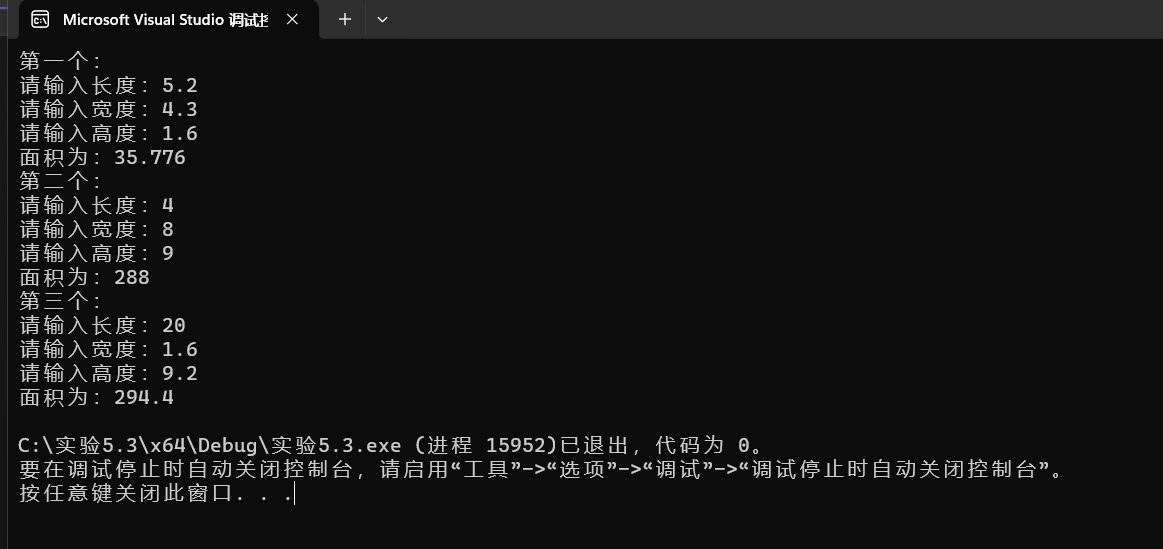 Microsoft Visual Studio 调试
第一个：
请输入长度：5.2
请输入宽度：4.3
请输入高度：1.6
面积为：35.776
第二个：
请输入长度：4
请输入宽度：8
请输入高度：9
面积为：288
第三个：
请输入长度：20
请输入宽度：1.6
请输入高度：9.2
面积为：294.4
C:\实验5.3\x64\Debug\实验5.3.exe (进程 15952)已退出，代码为 0。
要在调试停止时自动关闭控制台，请启用“工具”->“选项”->“调试”->“调试停止时自动关闭控制台”。
按任意键关闭此窗口. . .